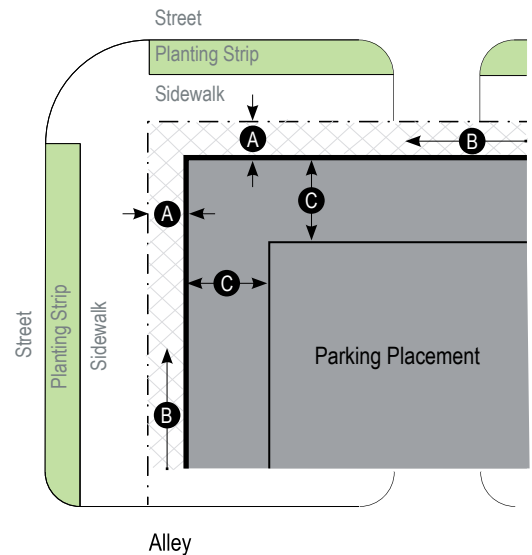 Street
Planting Strip
Sidewalk
A
B
A
C
C
Street
Planting Strip
Sidewalk
Parking Placement
B
Alley